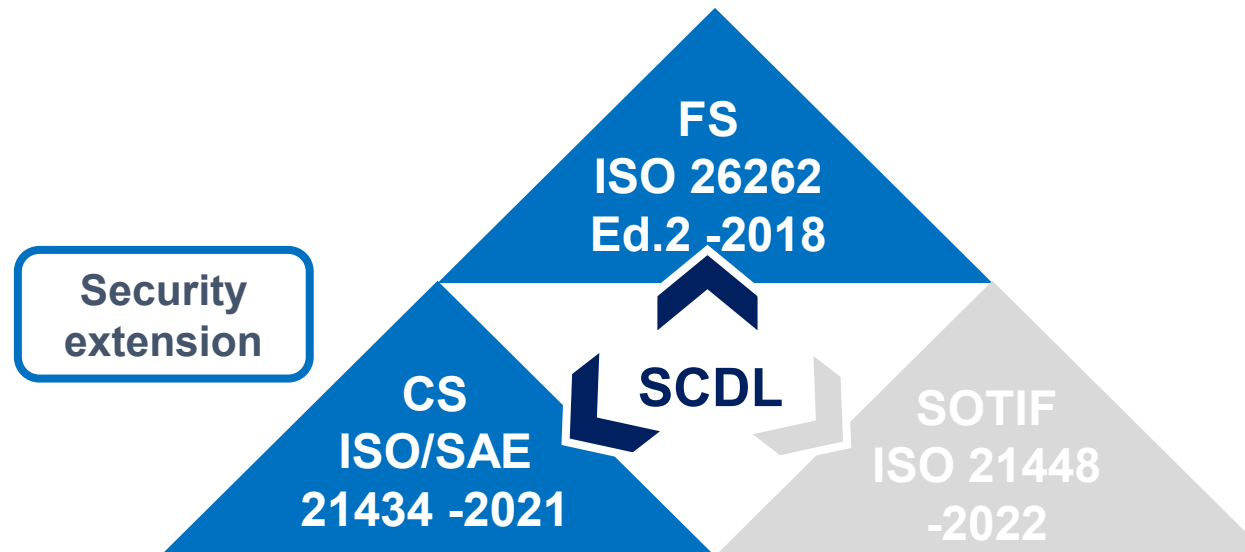 FS
ISO 26262
Ed.2 -2018
Security
extension
SCDL
CS
ISO/SAE
21434 -2021
SOTIF
ISO 21448
-2022